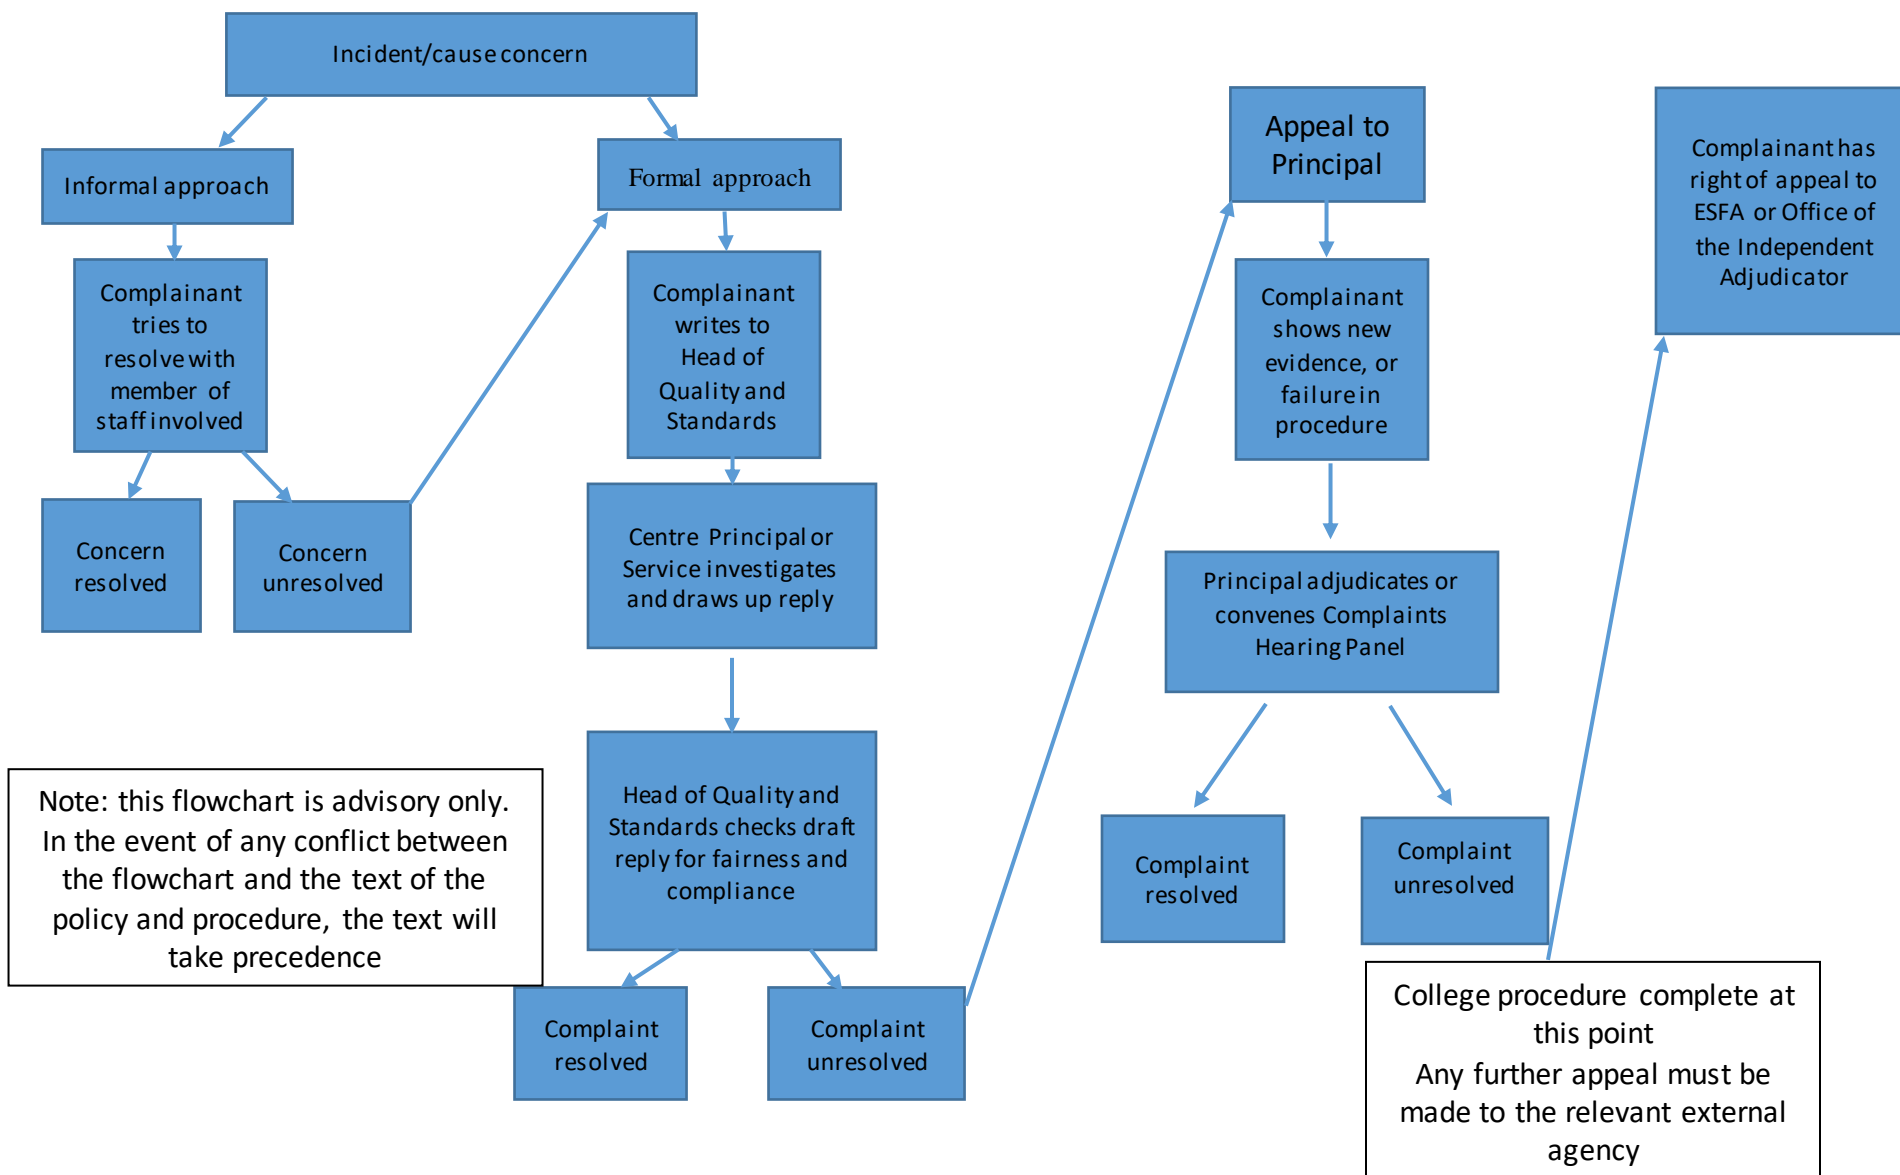 Incident/cause concern
Informal approach
Complainant
tries to
resolve with
member of
staff involved
Concern
resolved
Concern
unresolved
Formal approach
Complainant
writes to
Head of
Quality and
Standards
Centre Principal or
Service investigates
and draws up reply
Head of Quality and
Standards checks draft
reply for fairness and
compliance
Complaint
resolved
Complaint
unresolved
Note: this flowchart is advisory only.
In the event of any conflict between
the flowchart and the text of the
policy and procedure, the text will
take precedence
Appeal to
Principal
Complainant
shows new
evidence, or
failure in
procedure
Principal adjudicates or
convenes Complaints
Hearing Panel
Complaint
resolved
Complaint
unresolved
Complainant has
right of appeal to
ESFA or Office of
the Independent
Adjudicator
College procedure complete at
this point
Any further appeal must be
made to the relevant external
agency